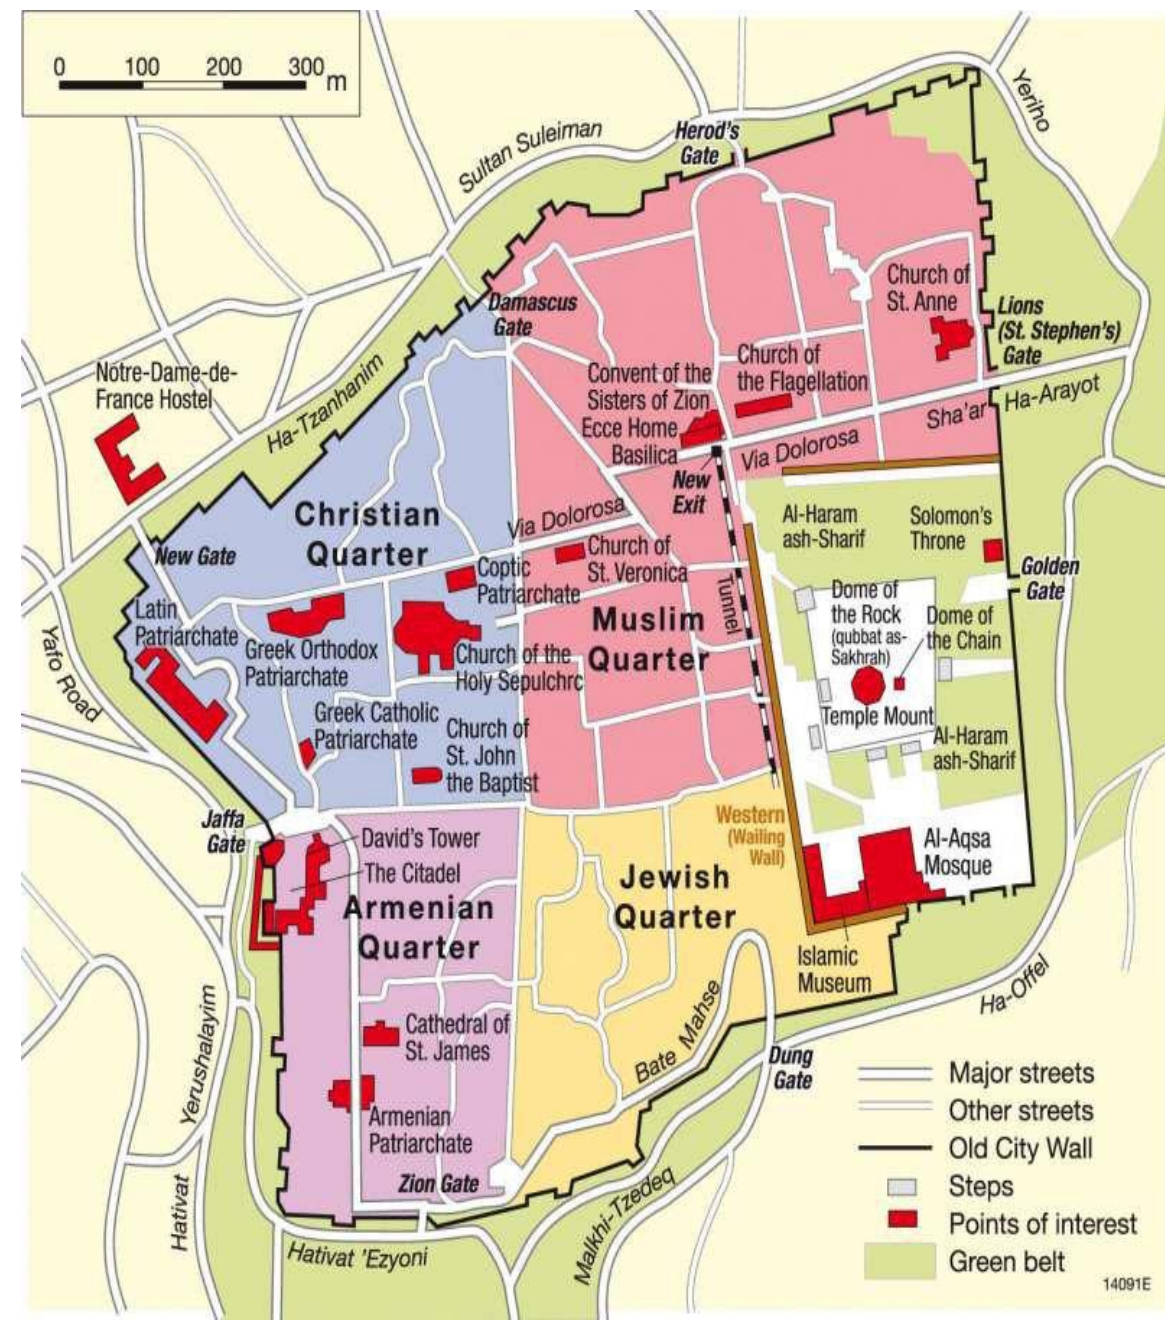 0 100 200 300 m
Sultan Suleiman
Herod's
Gate
Yeriho
Damascus
Gate
Church of
St. Anne
Lions
(St. Stephen's)
Gate
Notre-Dame-de-
France Hostel
Ha-Tzanhanim
Convent of the
Sisters of Zion
Ecce Home
Basilica
Church of
the Flagellation
Sha'ar
Ha-Arayot
Via Dolorosa
New
Exit
Christian
Quarter
Via Dolorosa
Al-Haram
ash-Sharif
Solomon's
Throne
New Gate
Coptic
Patriarchate
Church of
St. Veronica
Golden
Gate
Tunnel
Dome of
the Rock
(qubbat as-
Sakhrah)
Dome of
the Chain
Latin
Patriarchate
Muslim
Quarter
Yafo Road
Greek Orthodox
Patriarchate
Church of the
Holy Sepulchrc
Temple Mount
Greek Catholic
Patriarchate
Church of
St. John
the Baptist
Al-Haram
ash-Sharif
Jaffa
Gate
Western
(Wailing
Wall)
David's Tower
The Citadel
Al-Aqsa
Mosque
Armenian
Quarter
Jewish
Quarter
Islamic
Museum
Ha-Offel
Yerushalayim
Cathedral of
St. James
Bate Mahse
Dung
Gate
Armenian
Patriarchate
Zion Gate
Hativat
Hativat 'Ezyoni
Malkhi-Tzedeq
Major streets
Other streets
Old City Wall
Steps
Points of interest
Green belt
14091E